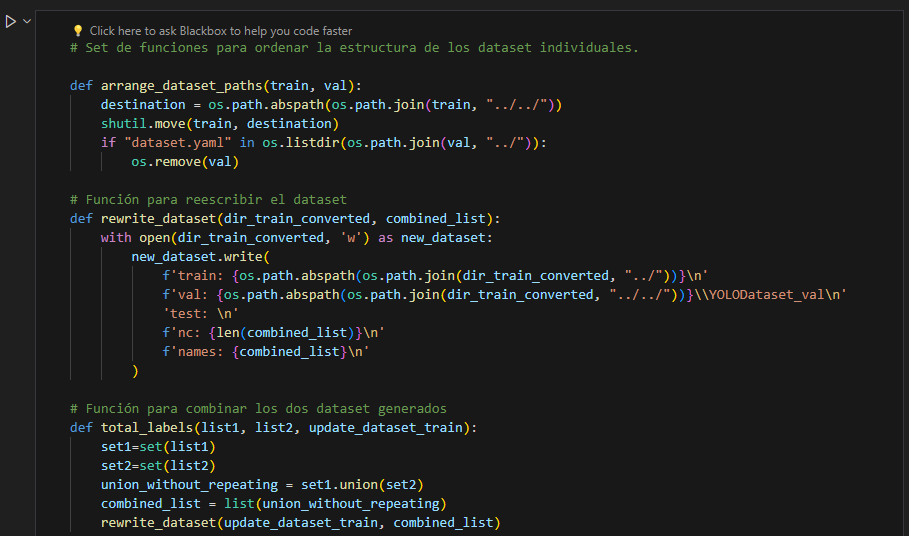 Click here to ask Blackbox to help you code faster
# Set de funciones para ordenar la estructura de los dataset individuales.
def arrange_dataset_paths(train, val):
    destination = os.path.abspath(os.path.join(train, "../../"))
    shutil.move(train, destination)
    if "dataset.yaml" in os.listdir(os.path.join(val, "../")):
        os.remove(val)
# Función para reescribir el dataset
def rewrite_dataset(dir_train_converted, combined_list):
    with open(dir_train_converted, 'w') as new_dataset:
        new_dataset.write(
            f'train: {os.path.abspath(os.path.join(dir_train_converted, "../"))}\n'
            f'val: {os.path.abspath(os.path.join(dir_train_converted, "../../"))}\\YOLODataset_val\n'
            'test: \n'
            f'nc: {len(combined_list)}\n'
            f'names: {combined_list}\n'
        )
# Función para combinar los dos dataset generados
def total_labels(list1, list2, update_dataset_train):
    set1=set(list1)
    set2=set(list2)
    union_without_repeating = set1.union(set2)
    combined_list = list(union_without_repeating)
    rewrite_dataset(update_dataset_train, combined_list)